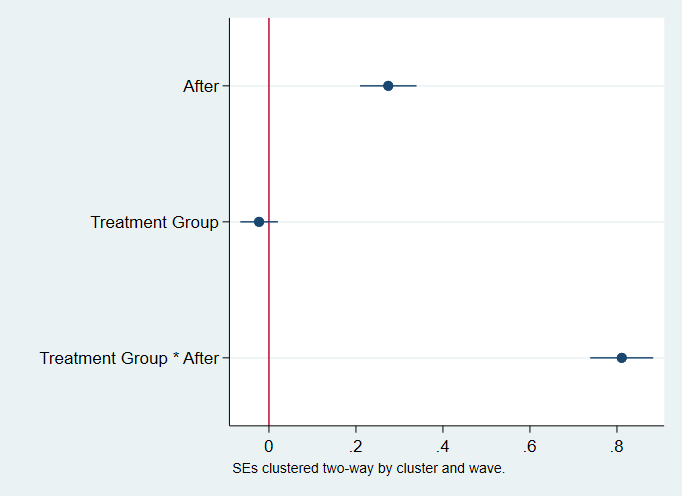 After
Treatment Group
Treatment Group * After
0 .2 .4 .6 .8
SEs clustered two-way by cluster and wave.